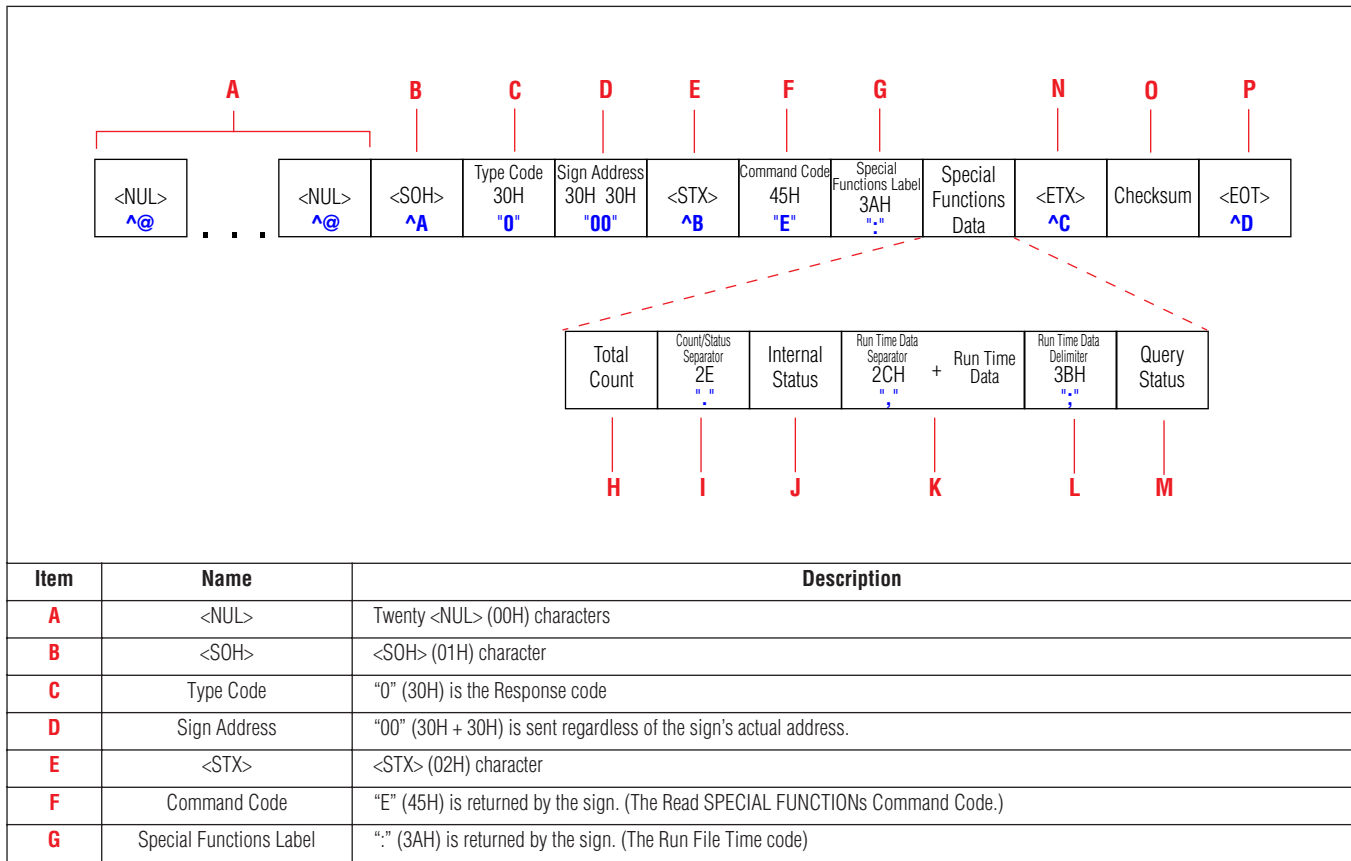 A B C D E F G N O P
<NUL> ^@ . . . <NUL> ^@
<SOH> ^A
Type Code 30H "0"
Sign Address 30H 30H "00"
<STX> ^B
Command Code 45H "E"
Special Functions Label 3AH ":"
Special Functions Data
<ETX> ^C
Checksum
<EOT> ^D
Total Count
Count/Status Separator 2E "."
Internal Status
Run Time Data Separator 2CH "," + Run Time Data
Run Time Data Delimiter 3BH ";"
Query Status
H I J K L M
Item Name Description
A <NUL> Twenty <NUL> (00H) characters
B <SOH> <SOH> (01H) character
C Type Code “0” (30H) is the Response code
D Sign Address “00” (30H + 30H) is sent regardless of the sign’s actual address.
E <STX> <STX> (02H) character
F Command Code “E” (45H) is returned by the sign. (The Read SPECIAL FUNCTIONs Command Code.)
G Special Functions Label “:” (3AH) is returned by the sign. (The Run File Time code)